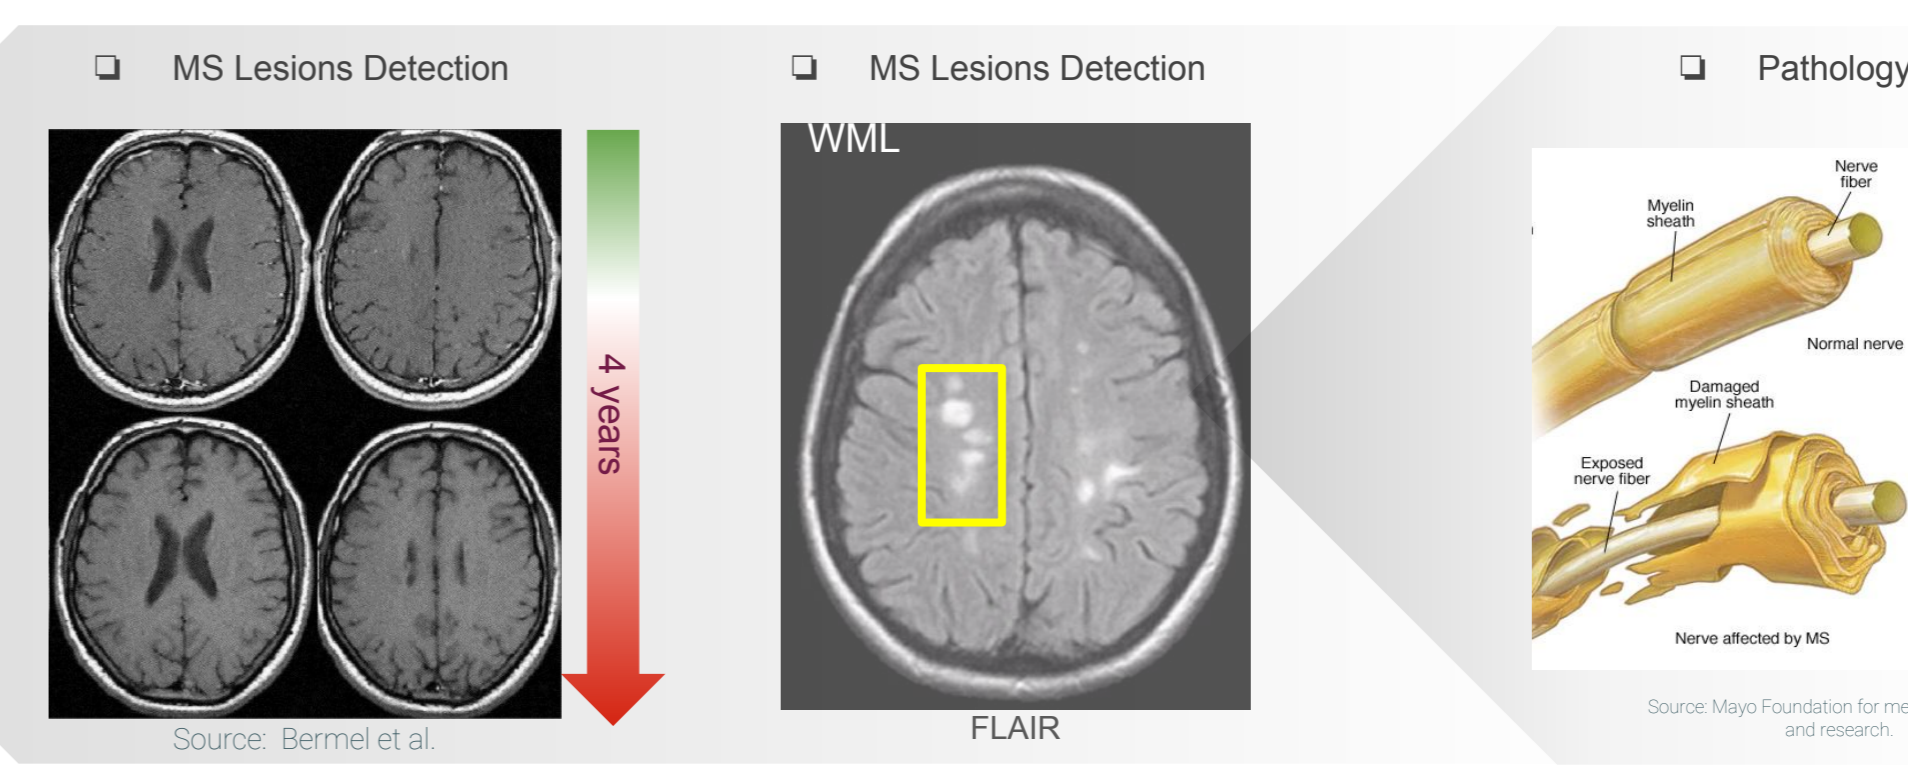 ❏ MS Lesions Detection
4 years
Source: Bermel et al.
❏ MS Lesions Detection
WML
FLAIR
❏ Pathology
Nerve
fiber
Myelin
sheath
Normal nerve
Damaged
myelin sheath
Exposed
nerve fiber
Nerve affected by MS
Source: Mayo Foundation for me
and research.